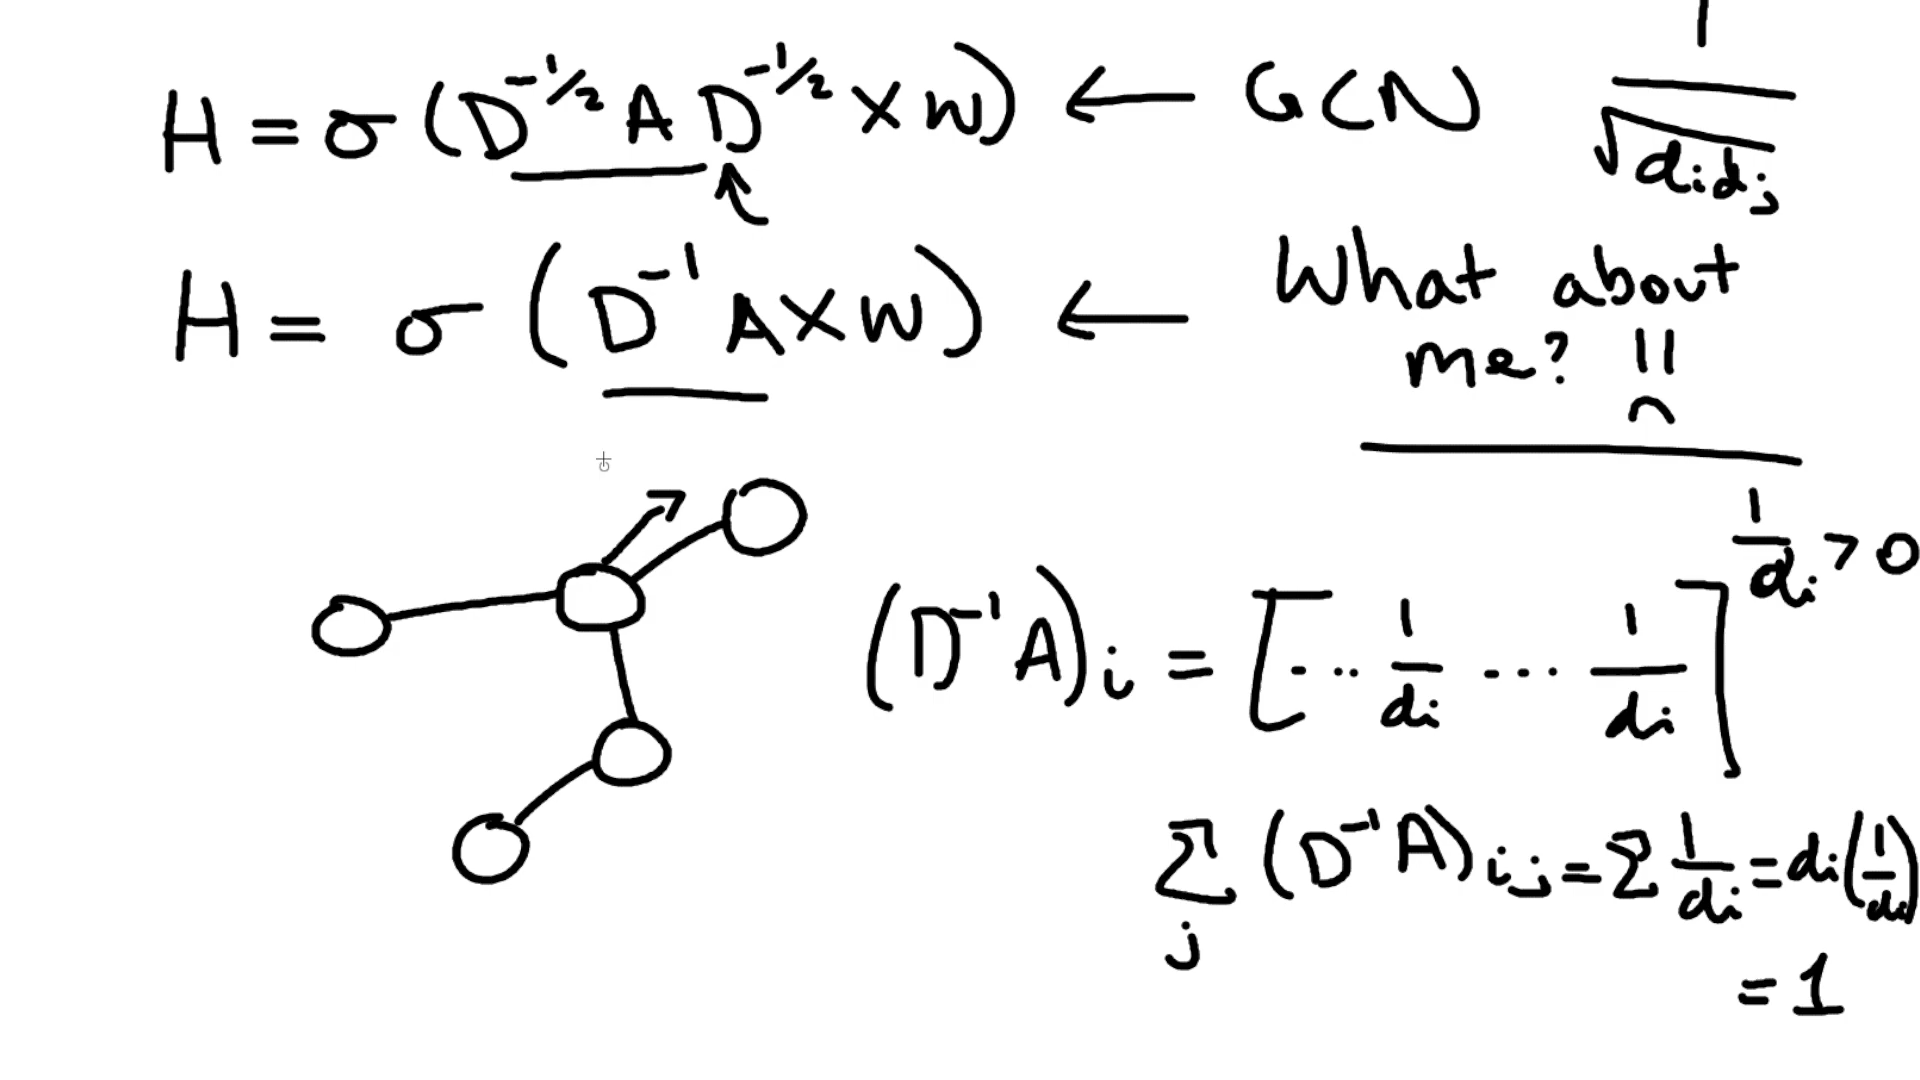 H = σ (D^{-1/2} A D^{-1/2} X W) ← GCN 1/√(d_i d_j)
H = σ (D^{-1} A X W) ← What about
me?
1/d_i > 0
(D^{-1} A)_i = [... 1/d_i ... 1/d_i]
∑_j (D^{-1} A)_{ij} = ∑ 1/d_i = d_i (1/d_i)
= 1